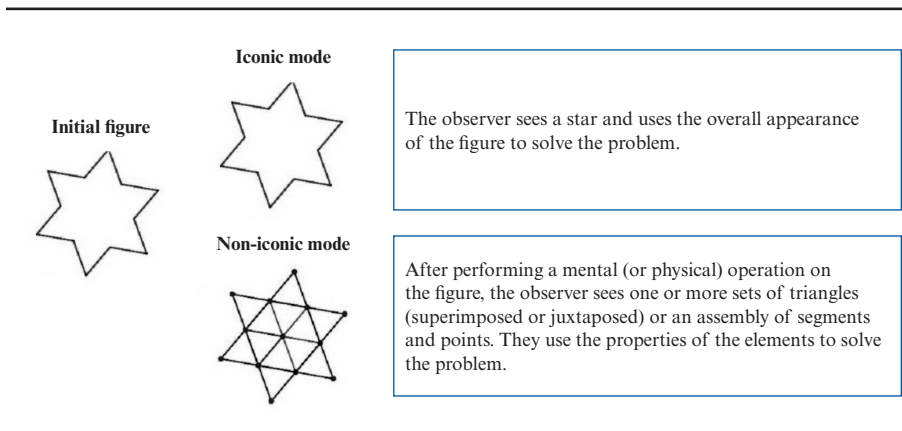 Iconic mode
Initial figure
The observer sees a star and uses the overall appearance
of the figure to solve the problem.
Non-iconic mode
After performing a mental (or physical) operation on
the figure, the observer sees one or more sets of triangles
(superimposed or juxtaposed) or an assembly of segments
and points. They use the properties of the elements to solve
the problem.